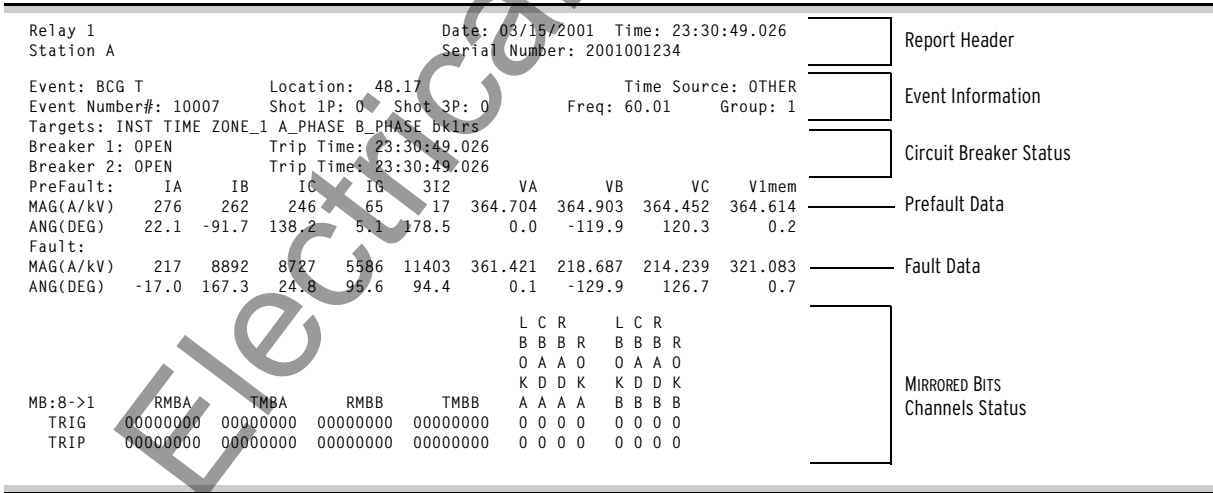 Relay 1 Date: 03/15/2001 Time: 23:30:49.026
Station A Serial Number: 2001001234
Report Header
Event: BCG T Location: 48.17 Time Source: OTHER
Event Number#: 10007 Shot 1P: 0 Shot 3P: 0 Freq: 60.01 Group: 1
Event Information
Targets: INST TIME ZONE_1 A_PHASE B_PHASE bk1rs
Breaker 1: OPEN Trip Time: 23:30:49.026
Breaker 2: OPEN Trip Time: 23:30:49.026
Circuit Breaker Status
PreFault: IA IB IC IG 3I2 VA VB VC V1mem
MAG(A/kV) 276 262 246 65 17 364.704 364.903 364.452 364.614
Prefault Data
ANG(DEG) 22.1 -91.7 138.2 5.1 178.5 0.0 -119.9 120.3 0.2
Fault:
MAG(A/kV) 217 8892 8727 5586 11403 361.421 218.687 214.239 321.083
Fault Data
ANG(DEG) -17.0 167.3 24.8 95.6 94.4 0.1 -129.9 126.7 0.7
L C R L C R
B B B R B B B R
O A A O O A A O
K D D K K D D K
MB:8->1 RMBA TMBA RMBB TMBB A A A A B B B B
TRIG 00000000 00000000 00000000 00000000 0 0 0 0 0 0 0 0
TRIP 00000000 00000000 00000000 00000000 0 0 0 0 0 0 0 0
MIRRORED BITS
Channels Status
Electrica